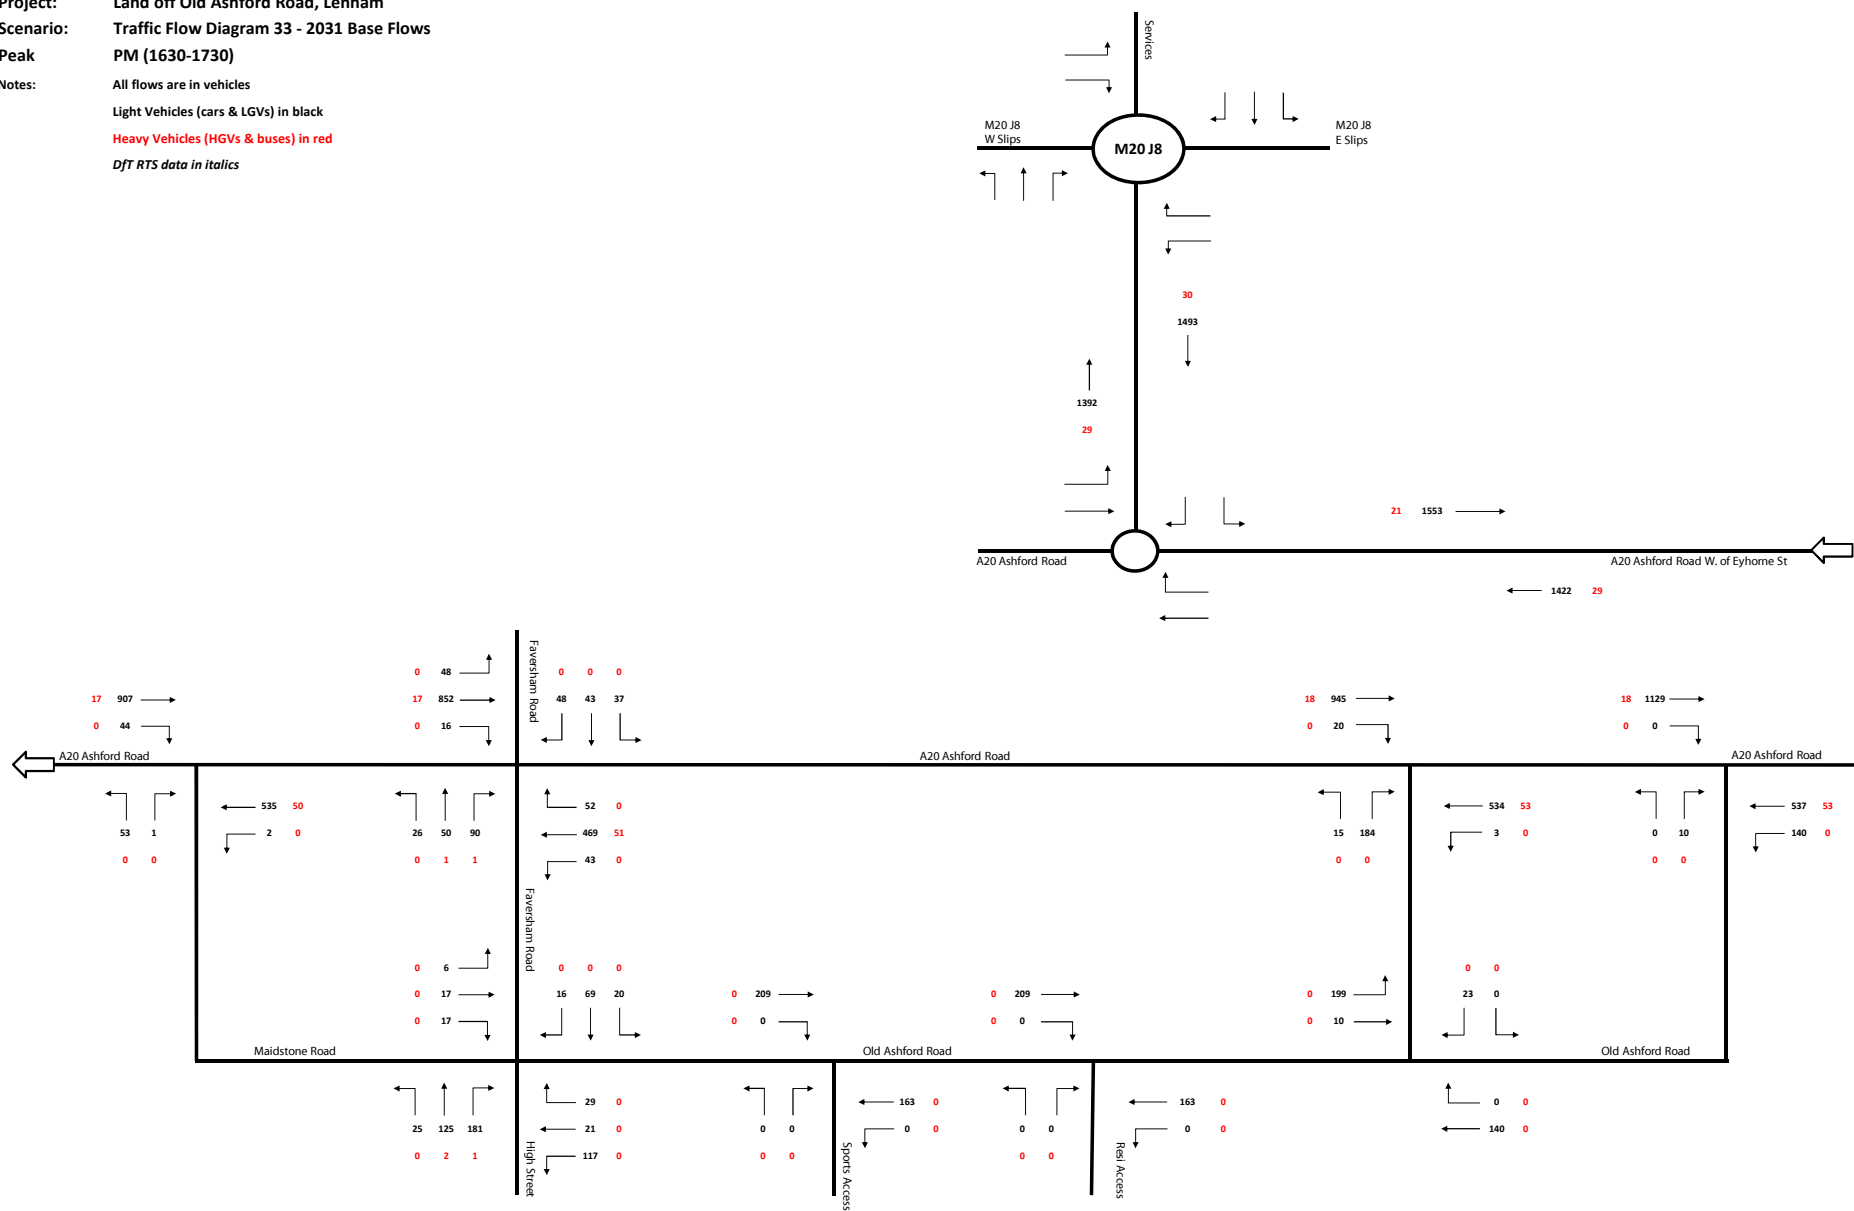 Project: Land off Old Ashford Road, Lenham
Scenario: Traffic Flow Diagram 33 - 2031 Base Flows
Peak PM (1630-1730)
Notes: All flows are in vehicles
Light Vehicles (cars & LGVs) in black
Heavy Vehicles (HGVs & buses) in red
DfT RTS data in italics
Services
M20 J8
W Slips
M20 J8
M20 J8
E Slips
30
1493
1392
29
21 1553
A20 Ashford Road
A20 Ashford Road W. of Eyhorne St
1422 29
Faversham Road
0 48
0 0 0
17 907
17 852
48 43 37
18 945
18 1129
0 44
0 16
0 20
0 0
A20 Ashford Road
A20 Ashford Road
A20 Ashford Road
535 50
52 0
534 53
537 53
53 1
2 0
26 50 90
469 51
15 184
3 0
0 10
140 0
0 0
0 1 1
43 0
0 0
0 0
Faversham Road
0 6
0 0 0
0 0
0 17
16 69 20
0 209
0 209
0 199
23 0
0 17
0 0
0 0
0 10
Maidstone Road
Old Ashford Road
Old Ashford Road
29 0
163 0
163 0
0 0
25 125 181
21 0
0 0
0 0
0 0
0 0
140 0
0 2 1
117 0
0 0
0 0
High Street
Sports Access
Resi Access